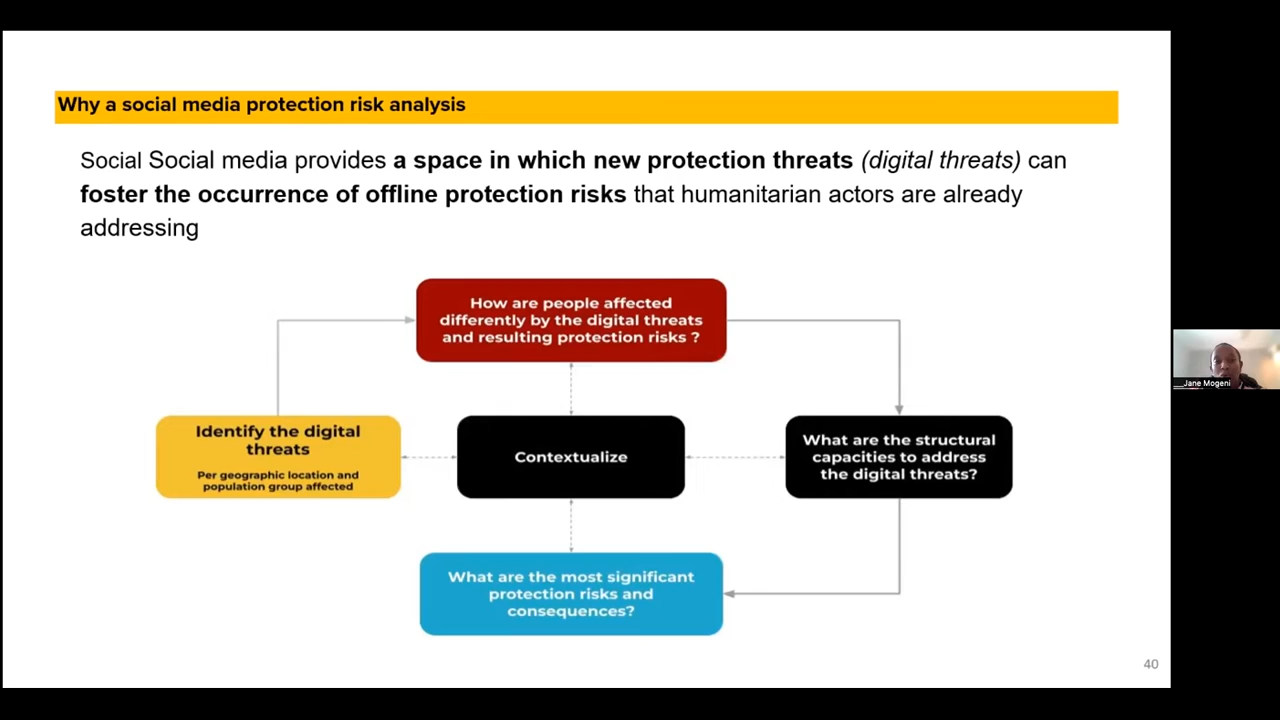 Why a social media protection risk analysis
Social Social media provides a space in which new protection threats (digital threats) can
foster the occurrence of offline protection risks that humanitarian actors are already
addressing
How are people affected
differently by the digital threats
and resulting protection risks ?
Identify the digital
threats
Per geographic location and
population group affected
Contextualize
What are the structural
capacities to address
the digital threats?
What are the most significant
protection risks and
consequences?
40
Jane Mogeni